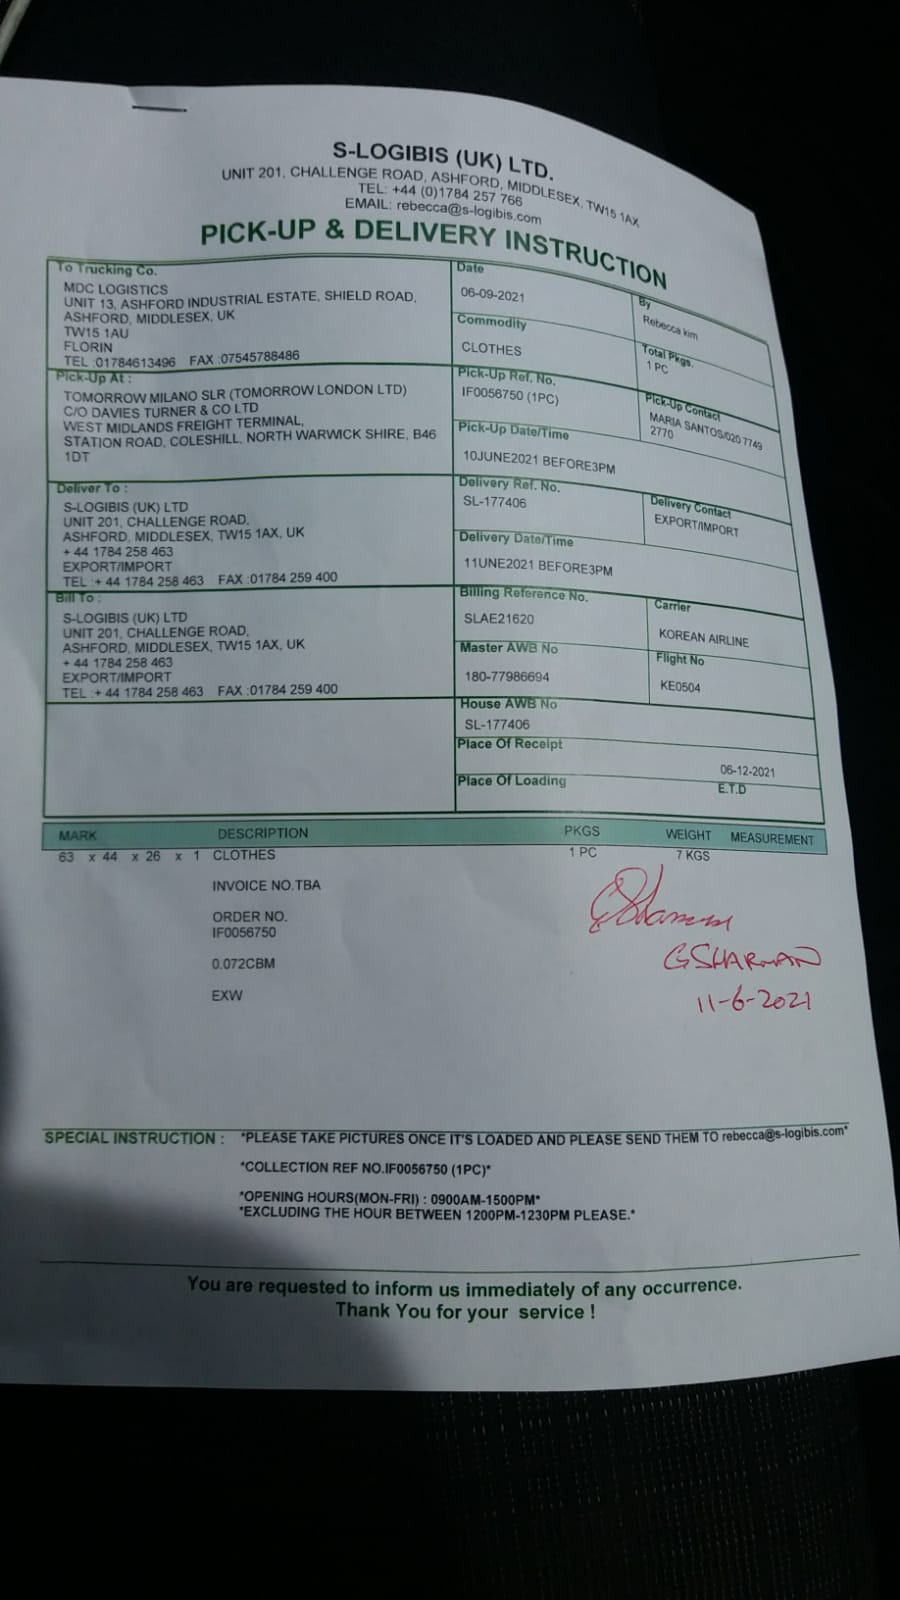 S-LOGIBIS (UK) LTD.
UNIT 201, CHALLENGE ROAD, ASHFORD, MIDDLESEX, TW15 1AX
TEL: +44 (0)1784 257 766
EMAIL: rebecca@s-logibis.com
PICK-UP & DELIVERY INSTRUCTION
To Trucking Co.
MDC LOGISTICS
UNIT 13, ASHFORD INDUSTRIAL ESTATE, SHIELD ROAD,
ASHFORD, MIDDLESEX, UK
TW15 1AU
FLORIN
TEL :01784613496 FAX :07545788486
Date
06-09-2021
By
Rebecca kim
Commodity
CLOTHES
Total Pkgs.
1 PC
Pick-Up At :
TOMORROW MILANO SLR (TOMORROW LONDON LTD)
C/O DAVIES TURNER & CO LTD
WEST MIDLANDS FREIGHT TERMINAL,
STATION ROAD, COLESHILL, NORTH WARWICK SHIRE, B46
1DT
Pick-Up Ref. No.
IF0056750 (1PC)
Pick-Up Contact
MARIA SANTOS/020 7749
2770
Pick-Up Date/Time
10JUNE2021 BEFORE3PM
Deliver To :
S-LOGIBIS (UK) LTD
UNIT 201, CHALLENGE ROAD,
ASHFORD, MIDDLESEX, TW15 1AX, UK
+ 44 1784 258 463
EXPORT/IMPORT
TEL :+ 44 1784 258 463 FAX :01784 259 400
Delivery Ref. No.
SL-177406
Delivery Contact
EXPORT/IMPORT
Delivery Date/Time
11UNE2021 BEFORE3PM
Bill To :
S-LOGIBIS (UK) LTD
UNIT 201, CHALLENGE ROAD,
ASHFORD, MIDDLESEX, TW15 1AX, UK
+ 44 1784 258 463
EXPORT/IMPORT
TEL :+ 44 1784 258 463 FAX :01784 259 400
Billing Reference No.
SLAE21620
Carrier
KOREAN AIRLINE
Master AWB No
180-77986694
Flight No
KE0504
House AWB No
SL-177406
Place Of Receipt
06-12-2021
Place Of Loading
E.T.D
MARK DESCRIPTION PKGS WEIGHT MEASUREMENT
63 x 44 x 26 x 1 CLOTHES 1 PC 7 KGS
INVOICE NO.TBA
ORDER NO.
IF0056750
0.072CBM
EXW
GSHARMAN
11-6-2021
SPECIAL INSTRUCTION : *PLEASE TAKE PICTURES ONCE IT'S LOADED AND PLEASE SEND THEM TO rebecca@s-logibis.com*
*COLLECTION REF NO.IF0056750 (1PC)*
*OPENING HOURS(MON-FRI) : 0900AM-1500PM*
*EXCLUDING THE HOUR BETWEEN 1200PM-1230PM PLEASE.*
You are requested to inform us immediately of any occurrence.
Thank You for your service !